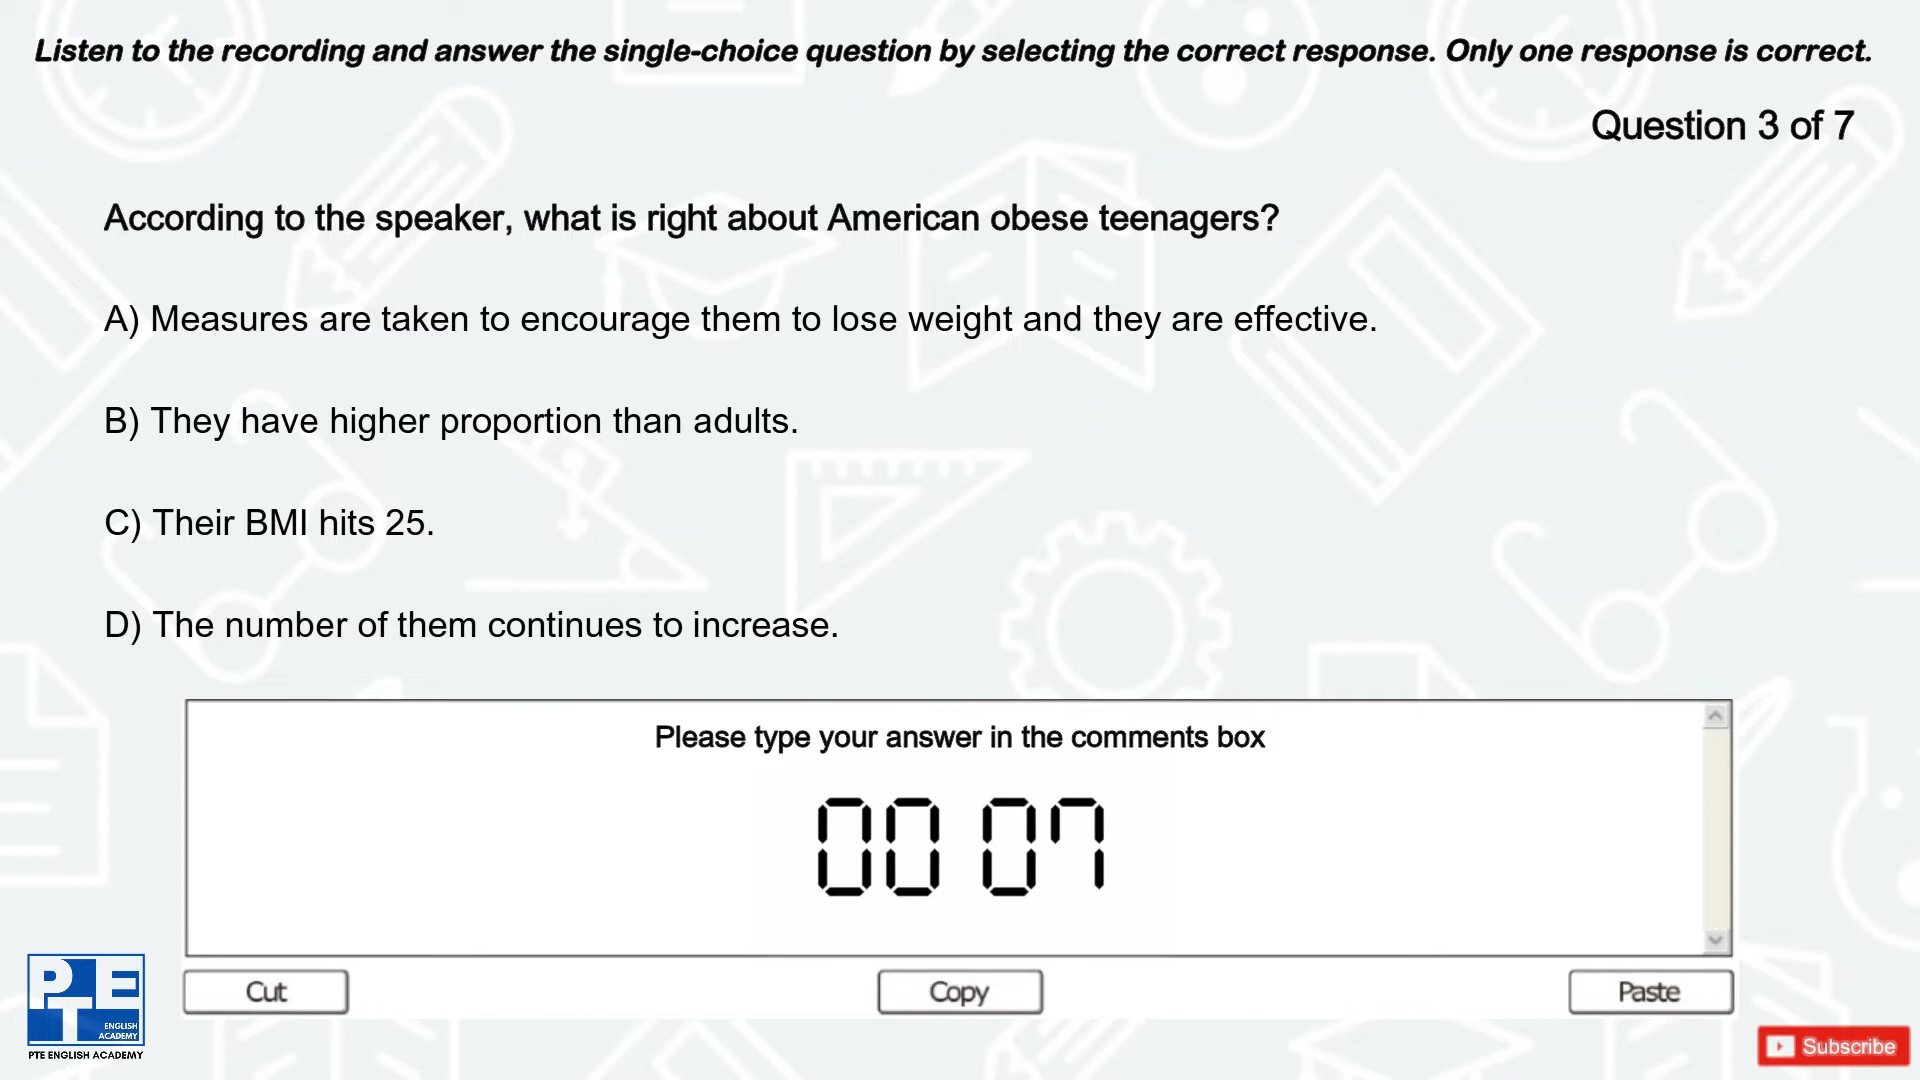 Listen to the recording and answer the single-choice question by selecting the correct response. Only one response is correct.
Question 3 of 7
According to the speaker, what is right about American obese teenagers?
A) Measures are taken to encourage them to lose weight and they are effective.
B) They have higher proportion than adults.
C) Their BMI hits 25.
D) The number of them continues to increase.
Please type your answer in the comments box
00 07
Cut
Copy
Paste
PTE
ENGLISH
ACADEMY
PTE ENGLISH ACADEMY
Subscribe